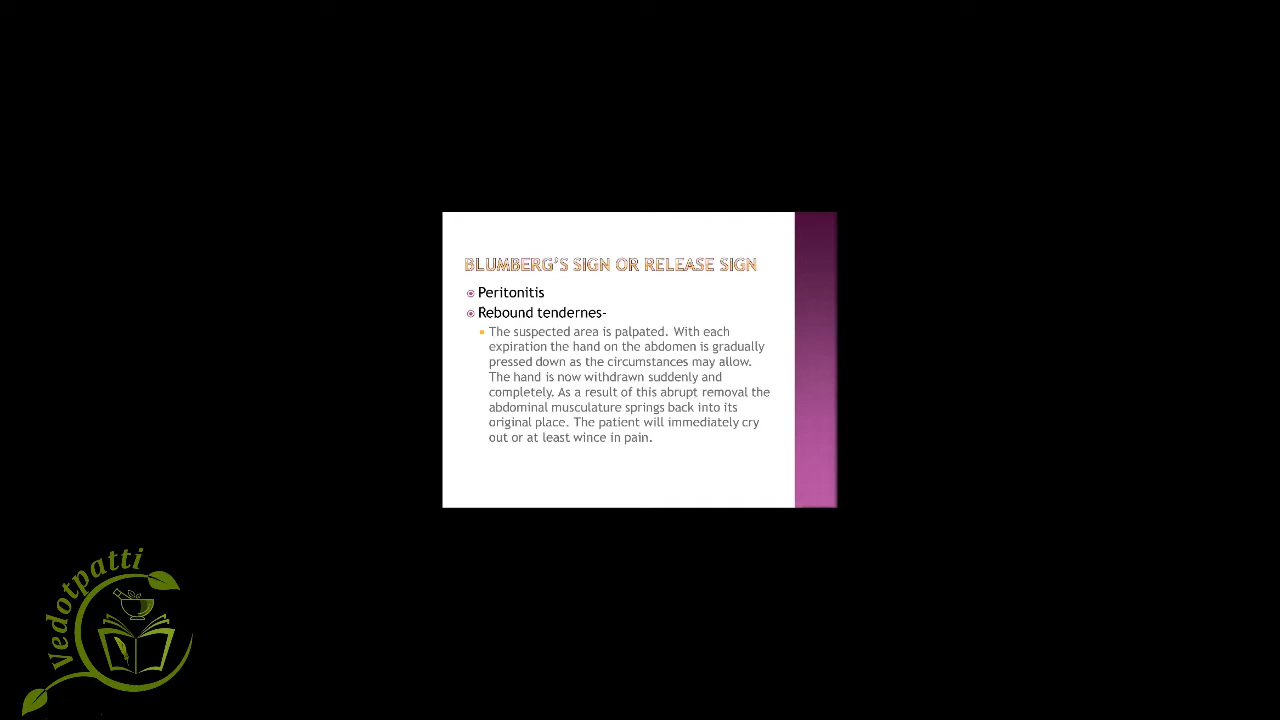 BLUMBERG'S SIGN OR RELEASE SIGN
Peritonitis
Rebound tendernes-
The suspected area is palpated. With each
expiration the hand on the abdomen is gradually
pressed down as the circumstances may allow.
The hand is now withdrawn suddenly and
completely. As a result of this abrupt removal the
abdominal musculature springs back into its
original place. The patient will immediately cry
out or at least wince in pain.
vedotpatti